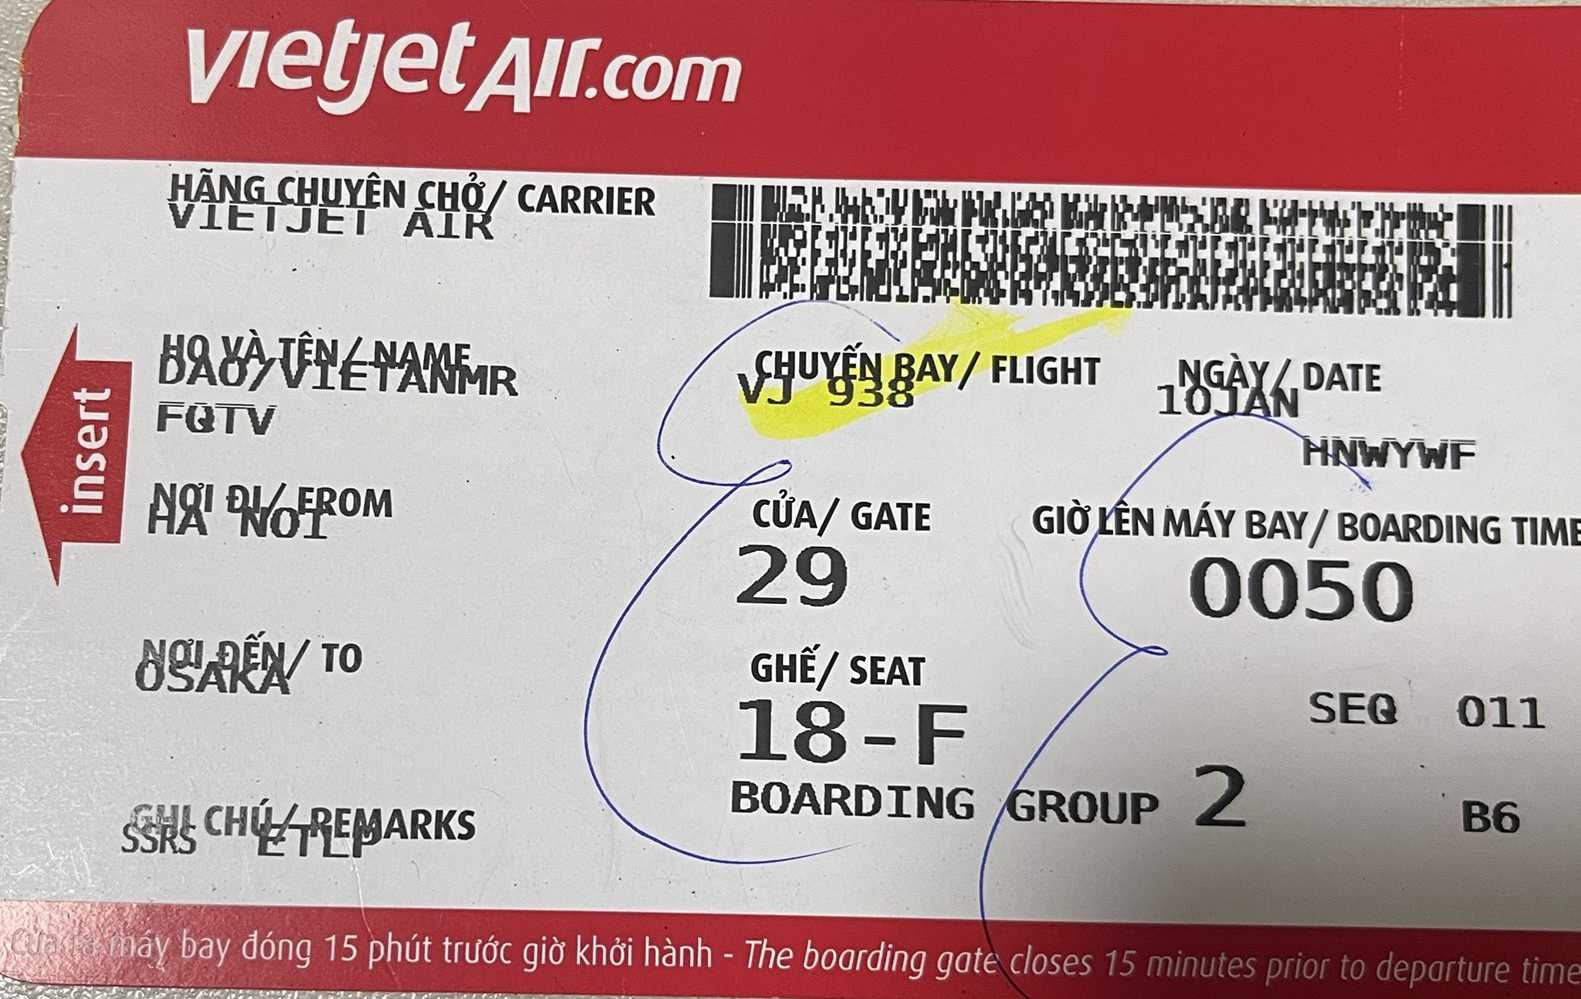 vietjetAir.com
HÃNG CHUYÊN CHỞ/ CARRIER
VIETJET AIR
HỌ VÀ TÊN/ NAME
DAO/VIETANMR
FQTV
CHUYẾN BAY/ FLIGHT
VJ 938
NGÀY/ DATE
10JAN
HNWYWF
insert
NƠI ĐI/ FROM
HA NOI
CỬA/ GATE
29
GIỜ LÊN MÁY BAY/ BOARDING TIME
0050
NƠI ĐẾN/ TO
OSAKA
GHẾ/ SEAT
18-F
SEQ 011
BOARDING GROUP 2
B6
GHI CHÚ/ REMARKS
SSRS ETLP
Cửa ra máy bay đóng 15 phút trước giờ khởi hành - The boarding gate closes 15 minutes prior to departure time